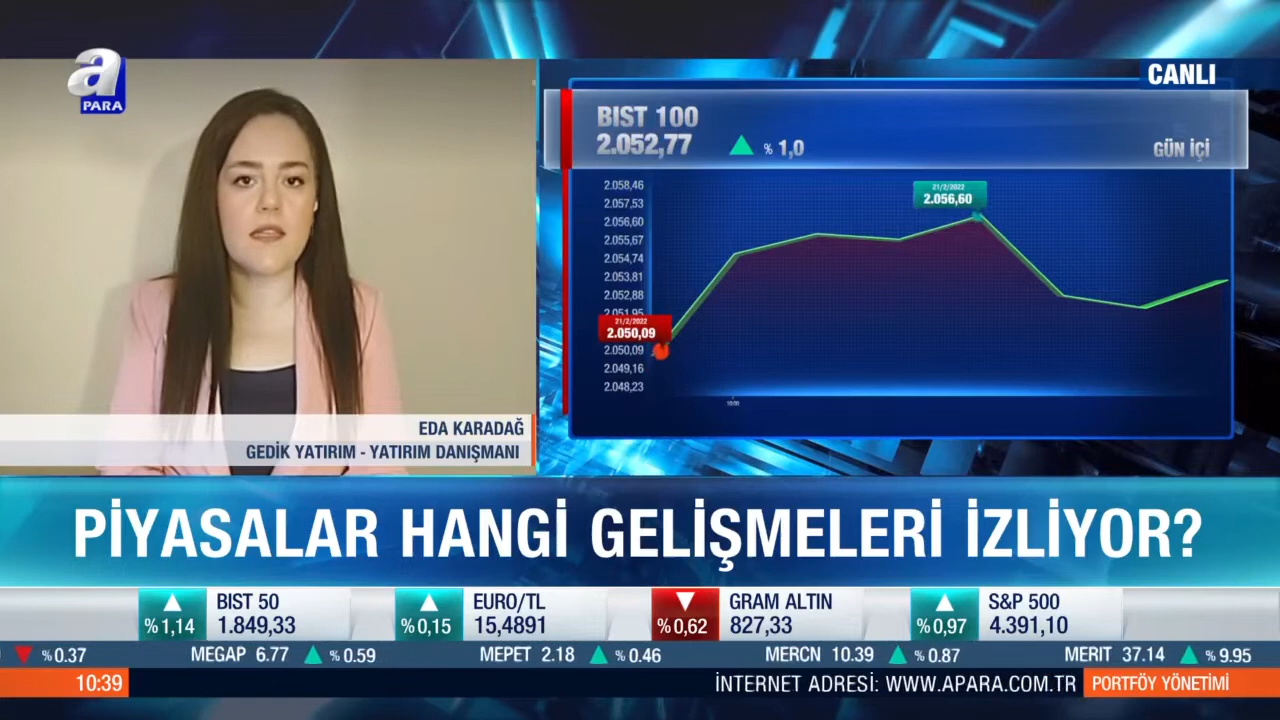 a
PARA
CANLI
BIST 100
2.052,77
% 1,0
GÜN İÇİ
2.058,46
2.057,53
2.056,60
2.055,67
2.054,74
2.053,81
2.052,88
2.051,95
2.050,09
2.049,16
2.048,23
21/2/2022
2.056,60
21/2/2022
2.050,09
EDA KARADAĞ
GEDİK YATIRIM - YATIRIM DANIŞMANI
PİYASALAR HANGİ GELİŞMELERİ İZLİYOR?
%1,14 BIST 50 1.849,33
%0,15 EURO/TL 15,4891
%0,62 GRAM ALTIN 827,33
%0,97 S&P 500 4.391,10
%0.37 MEGAP 6.77 %0.59 MEPET 2.18 %0.46 MERCN 10.39 %0.87 MERIT 37.14 %9.95
10:39 İNTERNET ADRESİ: WWW.APARA.COM.TR PORTFÖY YÖNETİMİ